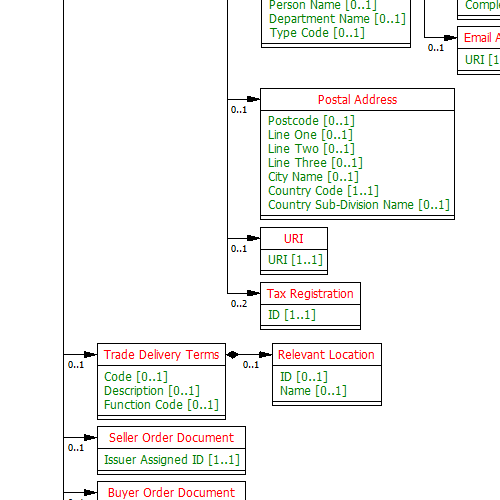 Person Name [0..1]
Department Name [0..1]
Type Code [0..1]
Comple
0..1
Email A
URI [1
Postal Address
0..1
Postcode [0..1]
Line One [0..1]
Line Two [0..1]
Line Three [0..1]
City Name [0..1]
Country Code [1..1]
Country Sub-Division Name [0..1]
URI
0..1
URI [1..1]
Tax Registration
0..2
ID [1..1]
Trade Delivery Terms
0..1
Code [0..1]
Description [0..1]
Function Code [0..1]
0..1
Relevant Location
ID [0..1]
Name [0..1]
Seller Order Document
0..1
Issuer Assigned ID [1..1]
Buyer Order Document